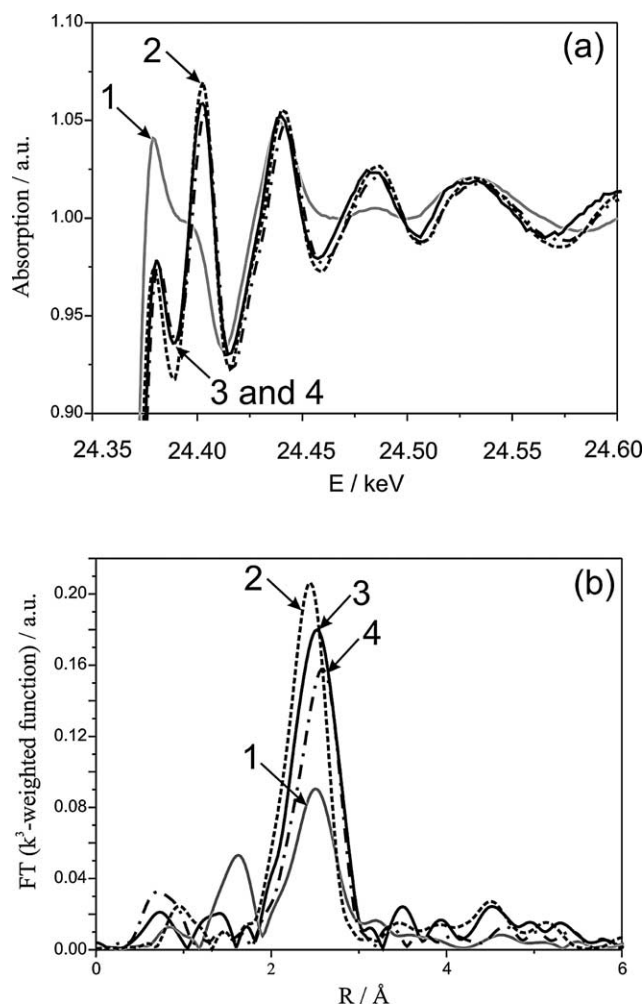 1.10
(a)
2
1
1.05
1.00
0.95
3 and 4
0.90
24.35 24.40 24.45 24.50 24.55 24.60
Absorption / a.u.
E / keV
(b)
0.20
2
3
4
0.16
0.12
1
0.08
0.04
0.00
0 2 4 6
FT (k³-weighted function) / a.u.
R / Å